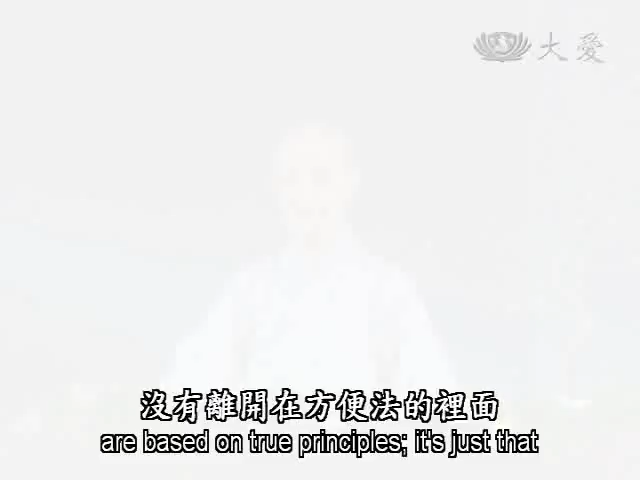 大愛
沒有離開在方便法的裡面
are based on true principles; it's just that